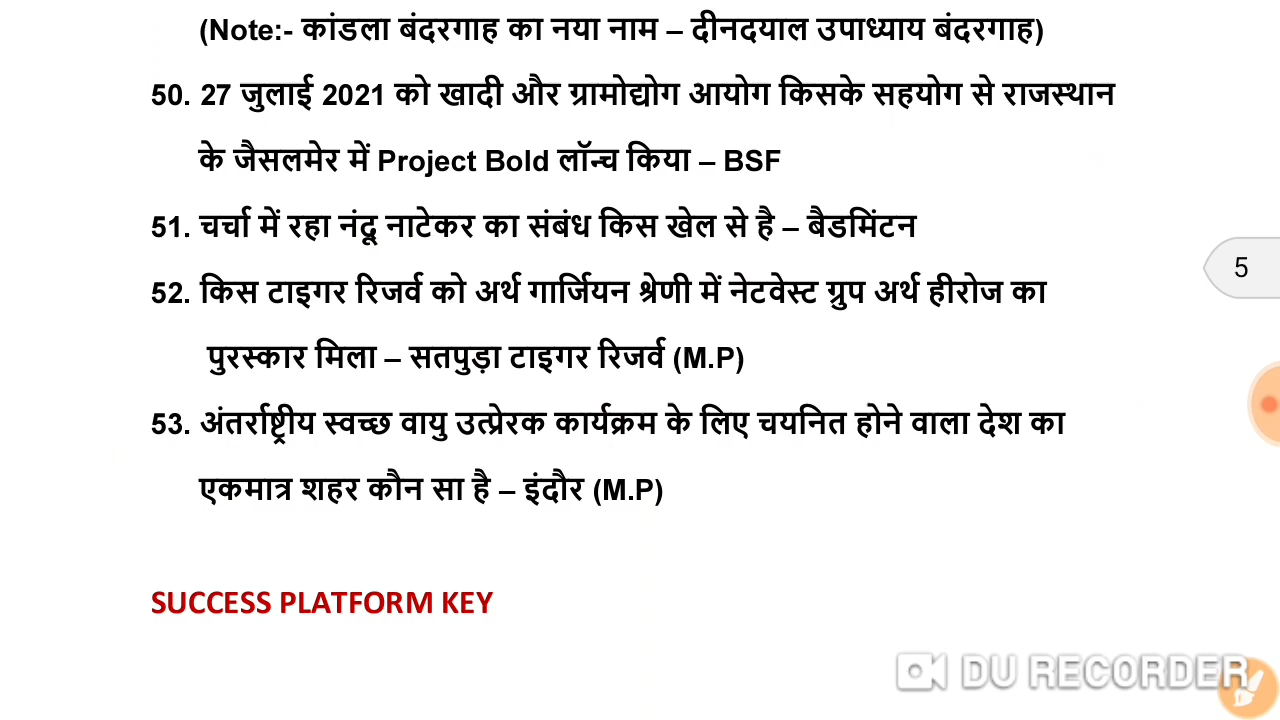 (Note:- कांडला बंदरगाह का नया नाम – दीनदयाल उपाध्याय बंदरगाह)
50. 27 जुलाई 2021 को खादी और ग्रामोद्योग आयोग किसके सहयोग से राजस्थान
के जैसलमेर में Project Bold लॉन्च किया – BSF
51. चर्चा में रहा नंदू नाटेकर का संबंध किस खेल से है – बैडमिंटन
52. किस टाइगर रिजर्व को अर्थ गार्जियन श्रेणी में नेटवेस्ट ग्रुप अर्थ हीरोज का
पुरस्कार मिला – सतपुड़ा टाइगर रिजर्व (M.P)
53. अंतर्राष्ट्रीय स्वच्छ वायु उत्प्रेरक कार्यक्रम के लिए चयनित होने वाला देश का
एकमात्र शहर कौन सा है – इंदौर (M.P)
SUCCESS PLATFORM KEY
5
DU RECORDER